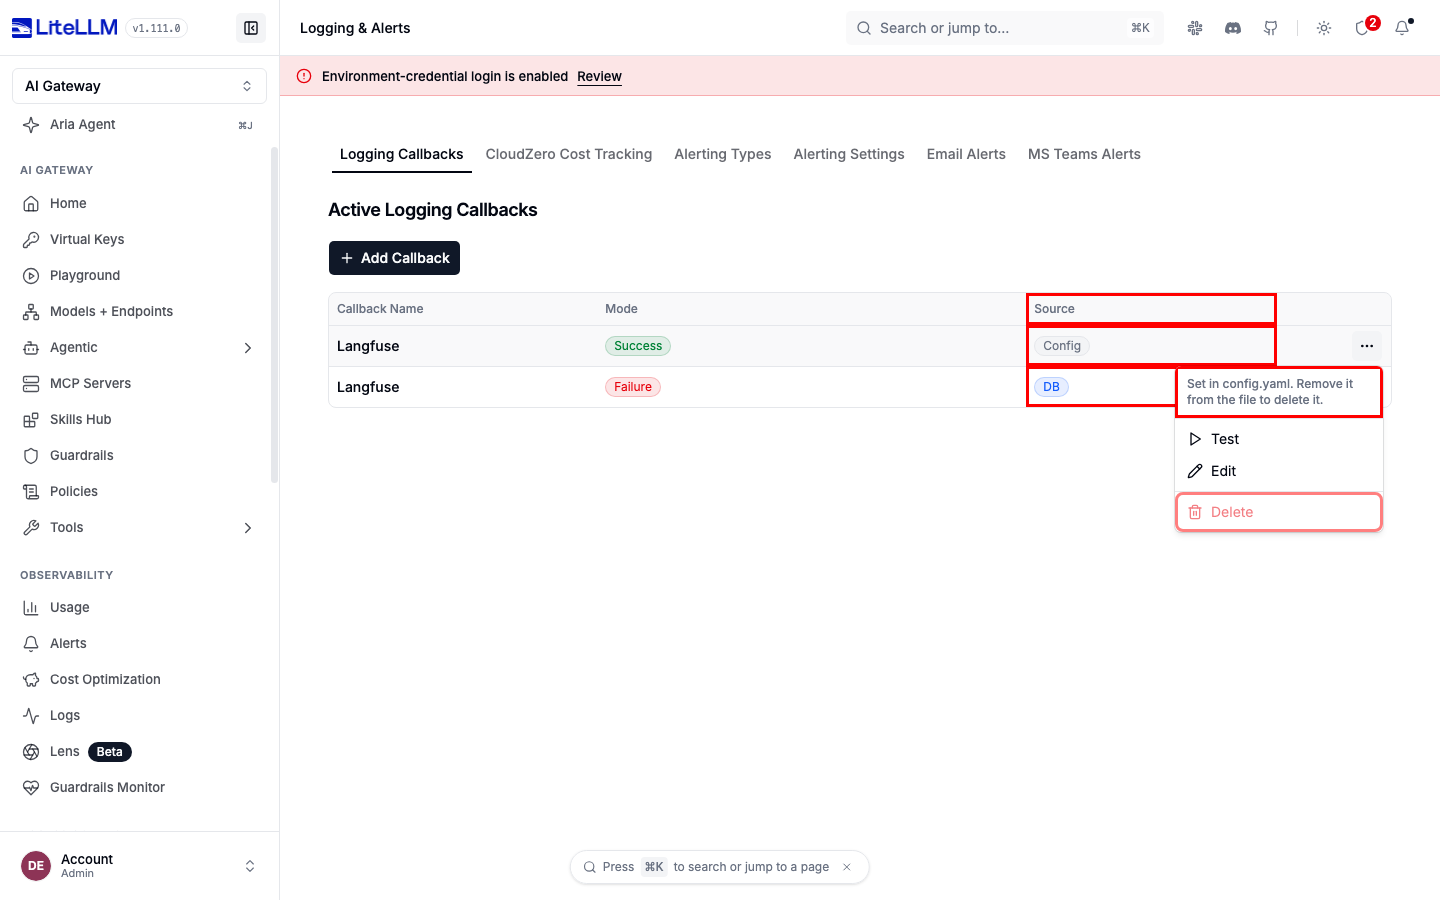 LiteLLM
v1.111.0
Logging & Alerts
Search or jump to...
⌘K
2
AI Gateway
Environment-credential login is enabled Review
Aria Agent
⌘J
AI GATEWAY
Home
Virtual Keys
Playground
Models + Endpoints
Agentic
MCP Servers
Skills Hub
Guardrails
Policies
Tools
OBSERVABILITY
Usage
Alerts
Cost Optimization
Logs
Lens Beta
Guardrails Monitor
DE
Account
Admin
Logging Callbacks CloudZero Cost Tracking Alerting Types Alerting Settings Email Alerts MS Teams Alerts
Active Logging Callbacks
Add Callback
Callback Name Mode Source
Langfuse Success Config
Langfuse Failure DB
Set in config.yaml. Remove it
from the file to delete it.
Test
Edit
Delete
Press ⌘K to search or jump to a page